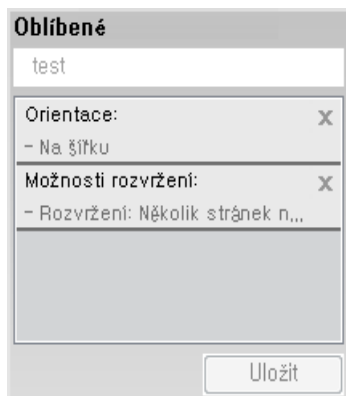 Oblíbené
test
Orientace: x
- Na šířku
Možnosti rozvržení: x
- Rozvržení: Několik stránek n...
Uložit